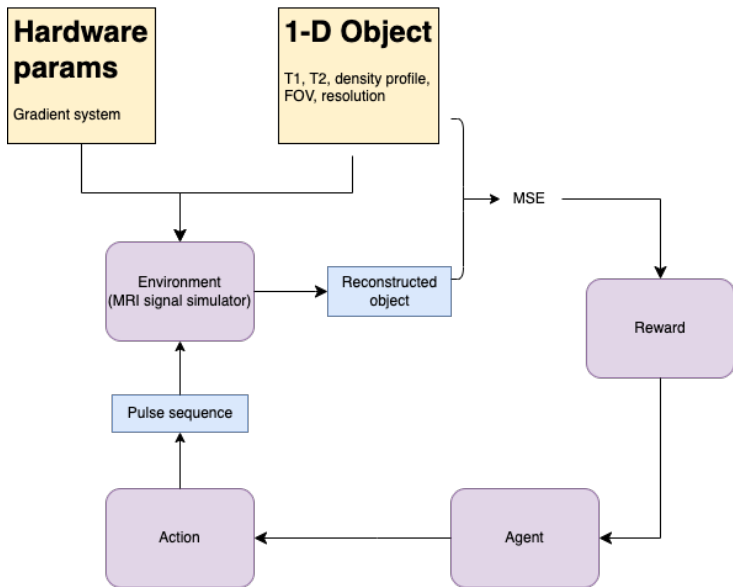 Hardware
params
Gradient system
1-D Object
T1, T2, density profile,
FOV, resolution
MSE
Environment
(MRI signal simulator)
Reconstructed
object
Reward
Pulse sequence
Action
Agent